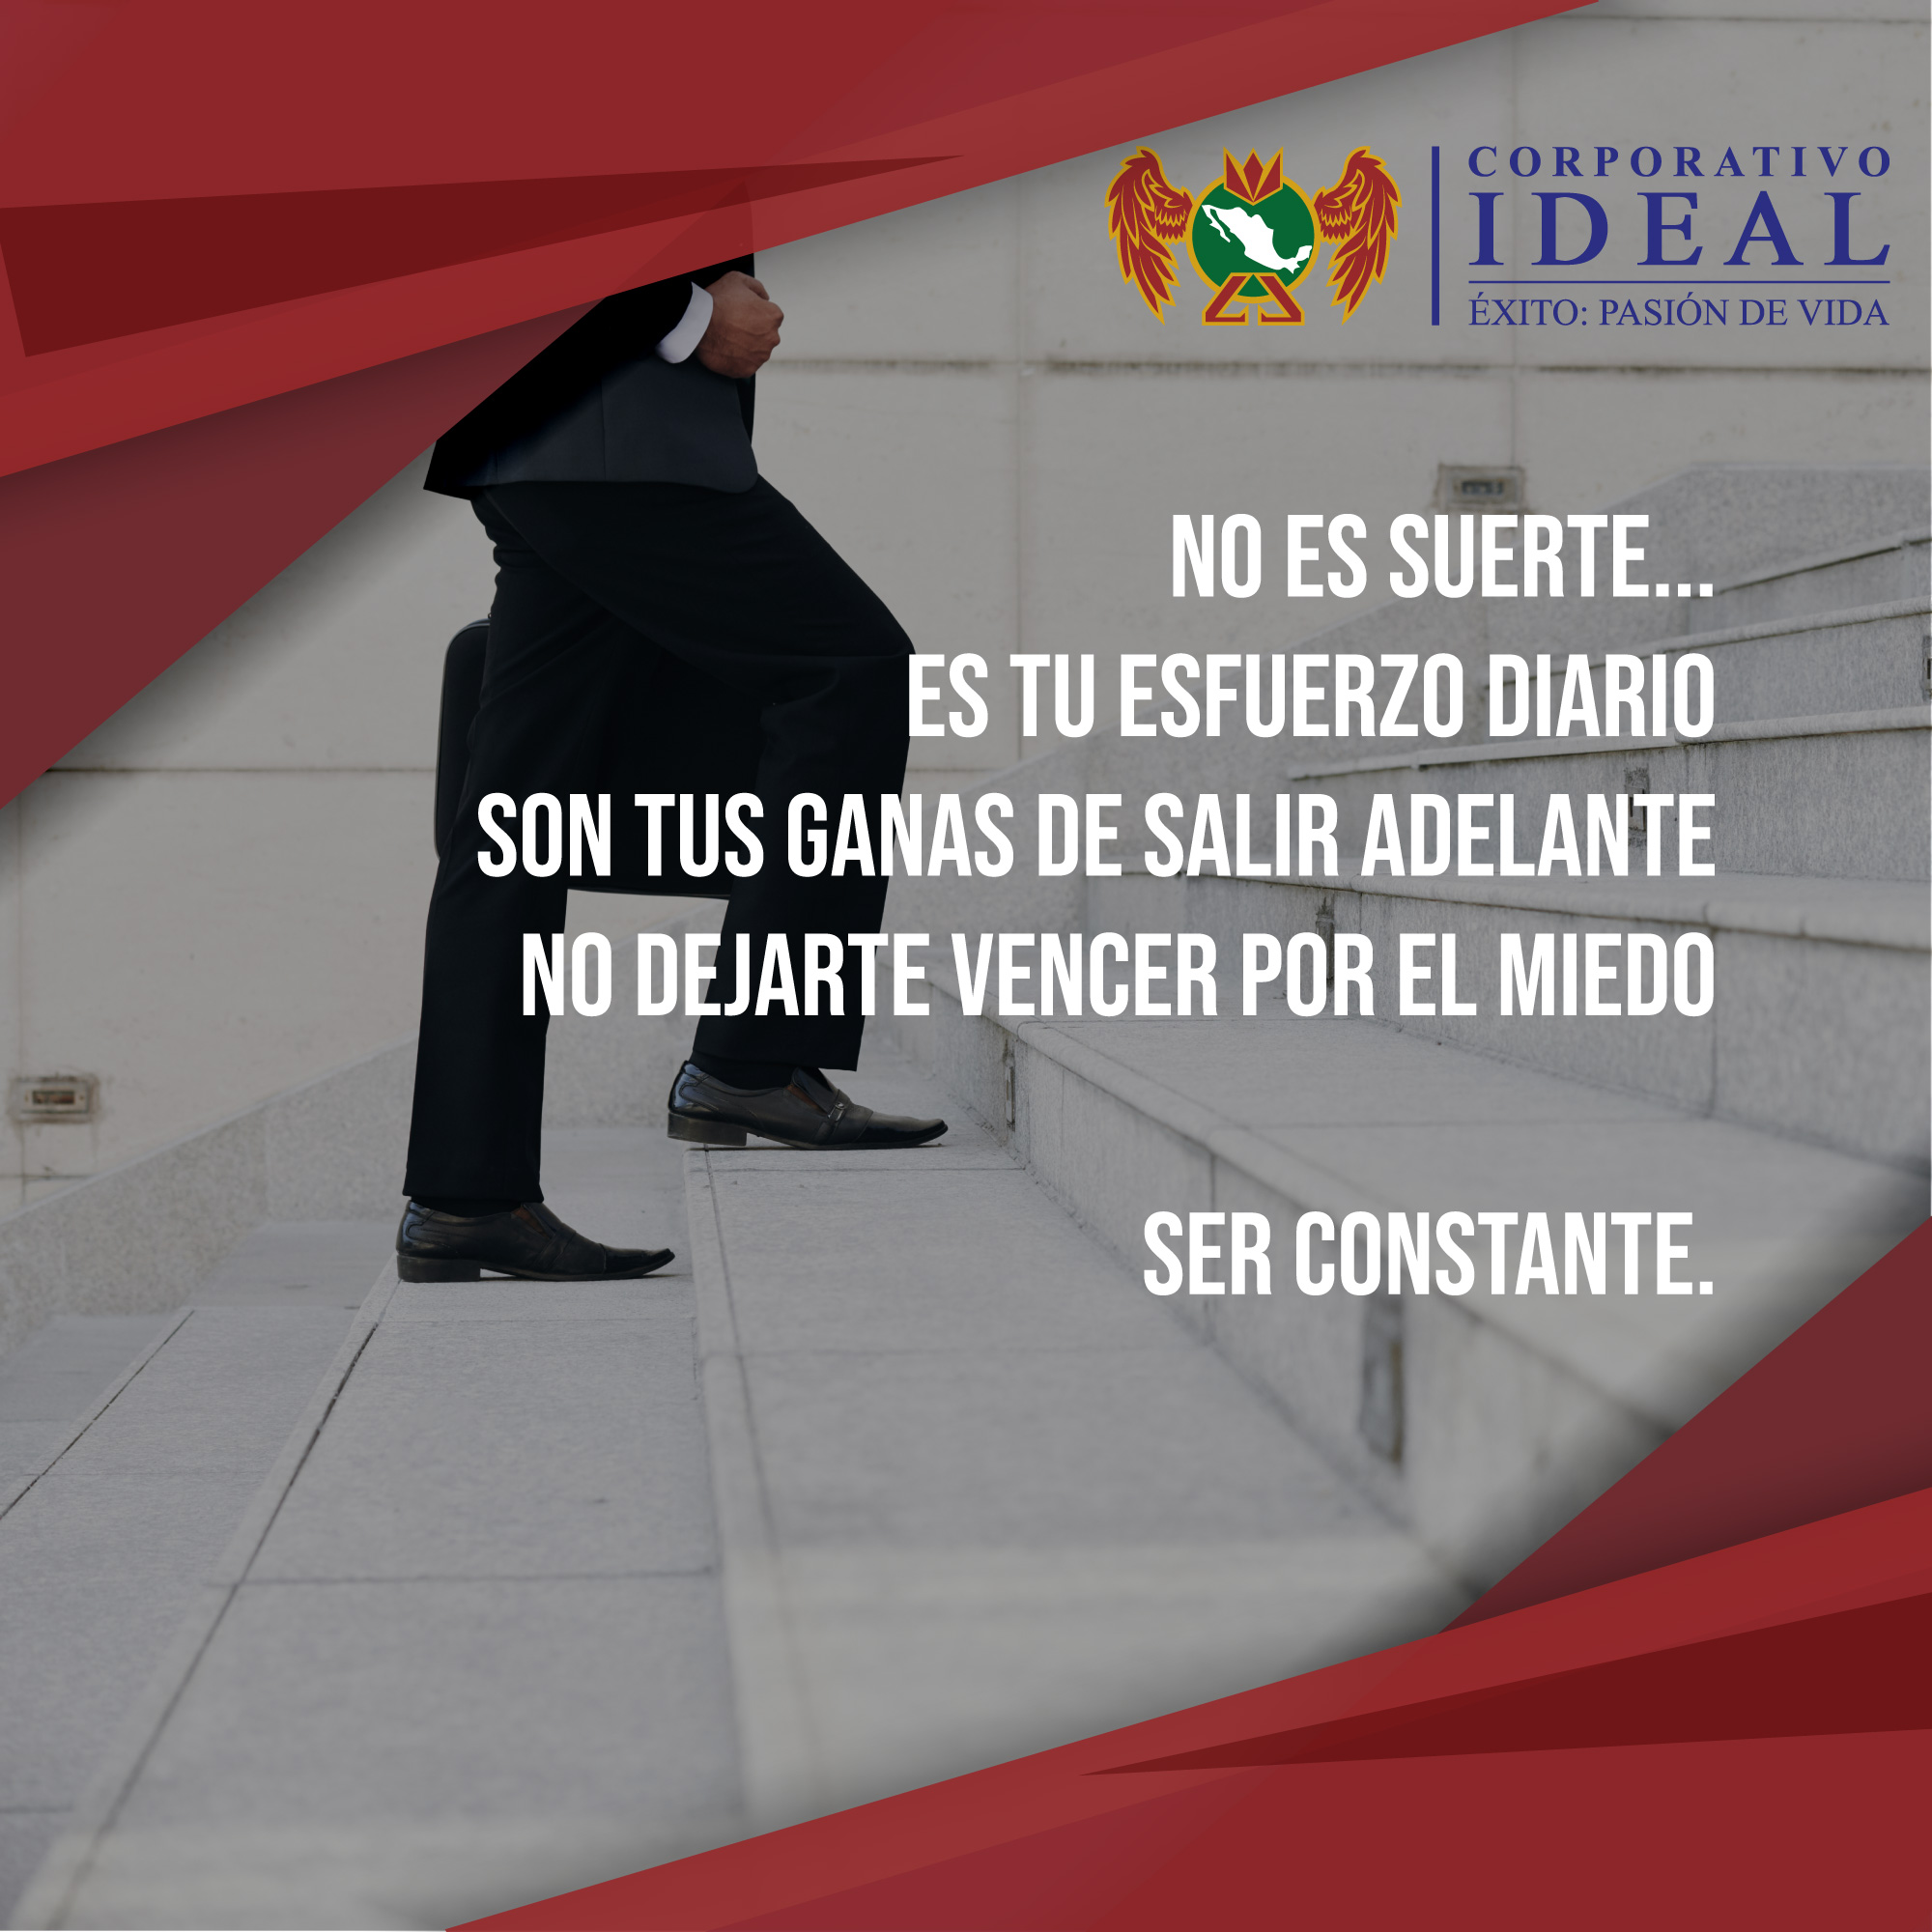 CORPORATIVO
IDEAL
ÉXITO: PASIÓN DE VIDA
NO ES SUERTE...
ES TU ESFUERZO DIARIO
SON TUS GANAS DE SALIR ADELANTE
NO DEJARTE VENCER POR EL MIEDO
SER CONSTANTE.